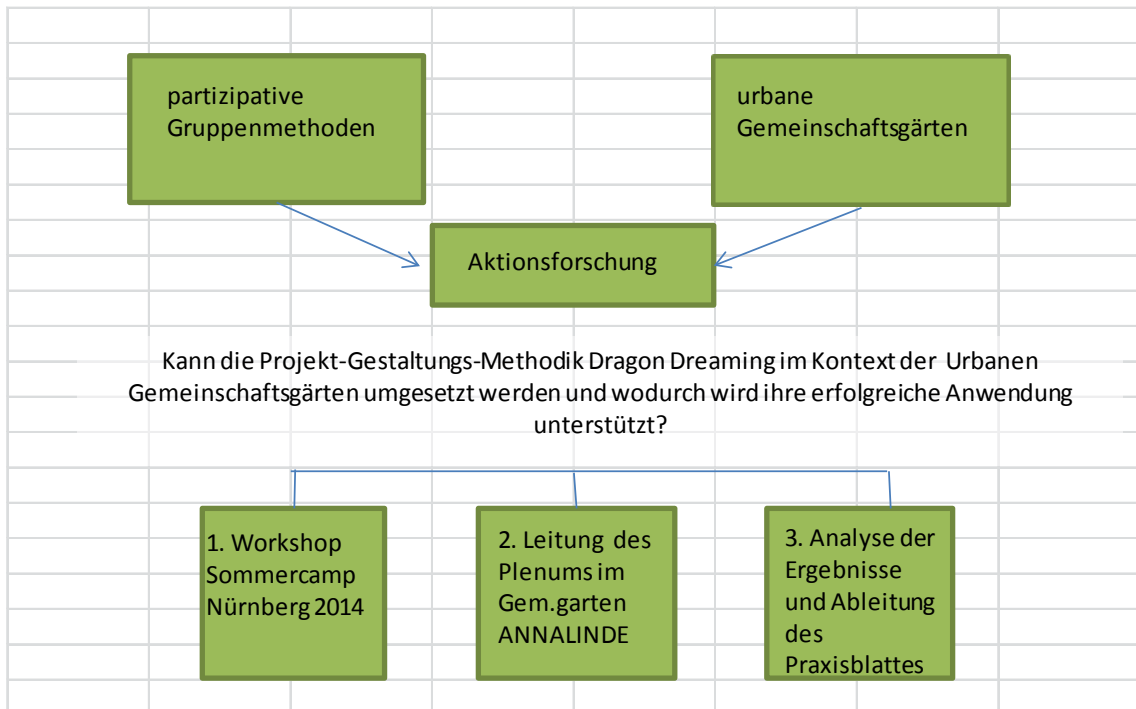 partizipative
Gruppenmethoden
urbane
Gemeinschaftsgärten
Aktionsforschung
Kann die Projekt-Gestaltungs-Methodik Dragon Dreaming im Kontext der Urbanen
Gemeinschaftsgärten umgesetzt werden und wodurch wird ihre erfolgreiche Anwendung
unterstützt?
1. Workshop
Sommercamp
Nürnberg 2014
2. Leitung des
Plenums im
Gem.garten
ANNALINDE
3. Analyse der
Ergebnisse
und Ableitung
des
Praxisblattes